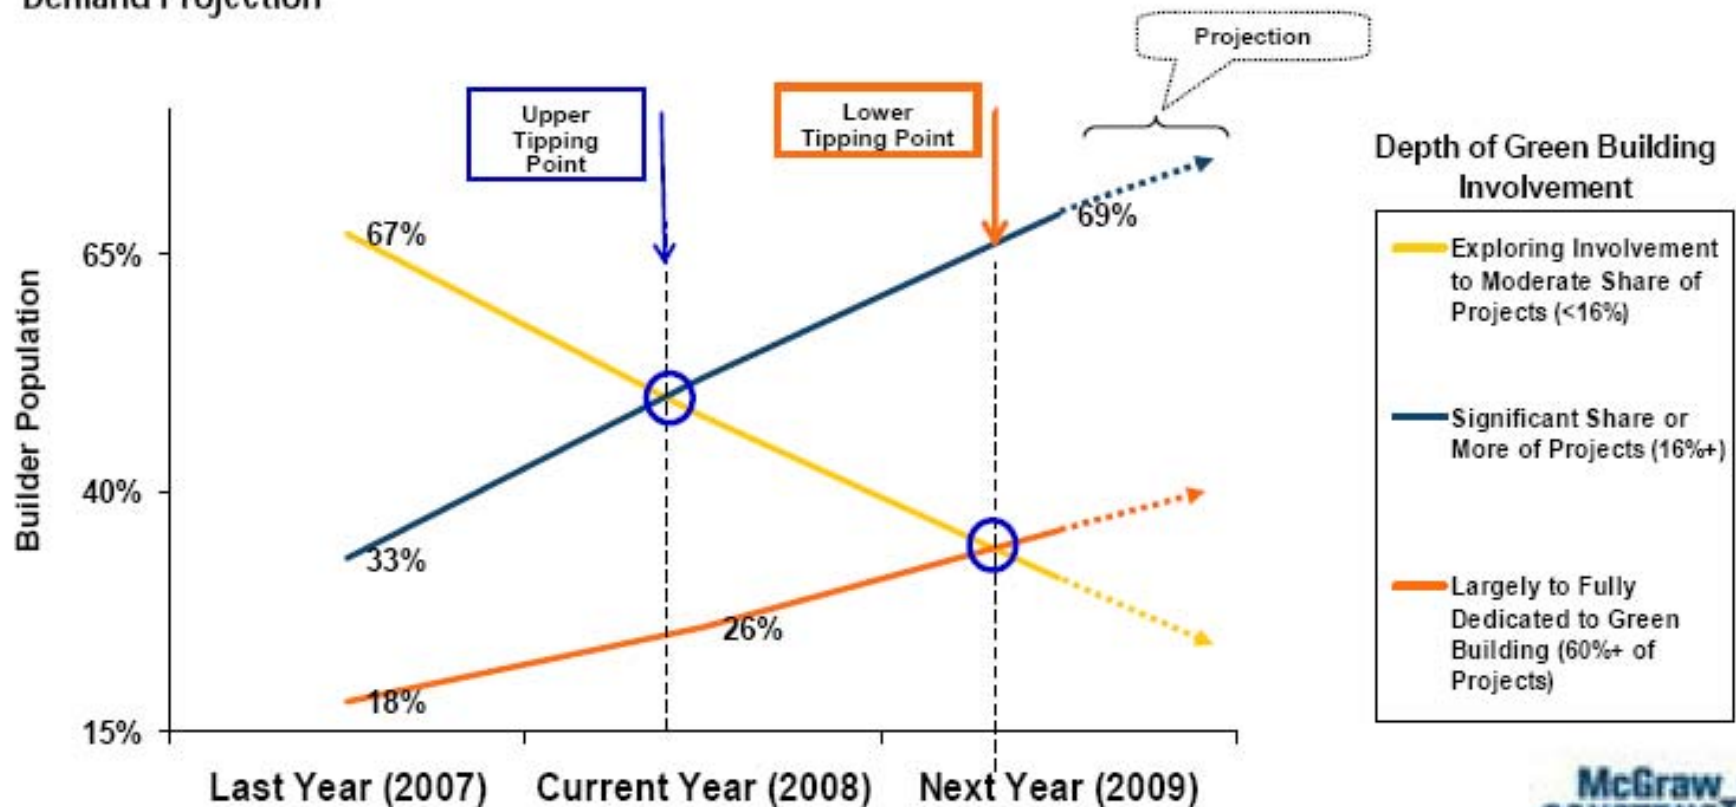 Demand Projection
Projection
Upper
Tipping
Point
Lower
Tipping Point
Depth of Green Building
Involvement
67%
69%
65%
Exploring Involvement
to Moderate Share of
Projects (<16%)
Builder Population
Significant Share or
More of Projects (16%+)
40%
33%
Largely to Fully
Dedicated to Green
Building (60%+ of
Projects)
26%
18%
15%
Last Year (2007)
Current Year (2008)
Next Year (2009)
McGraw